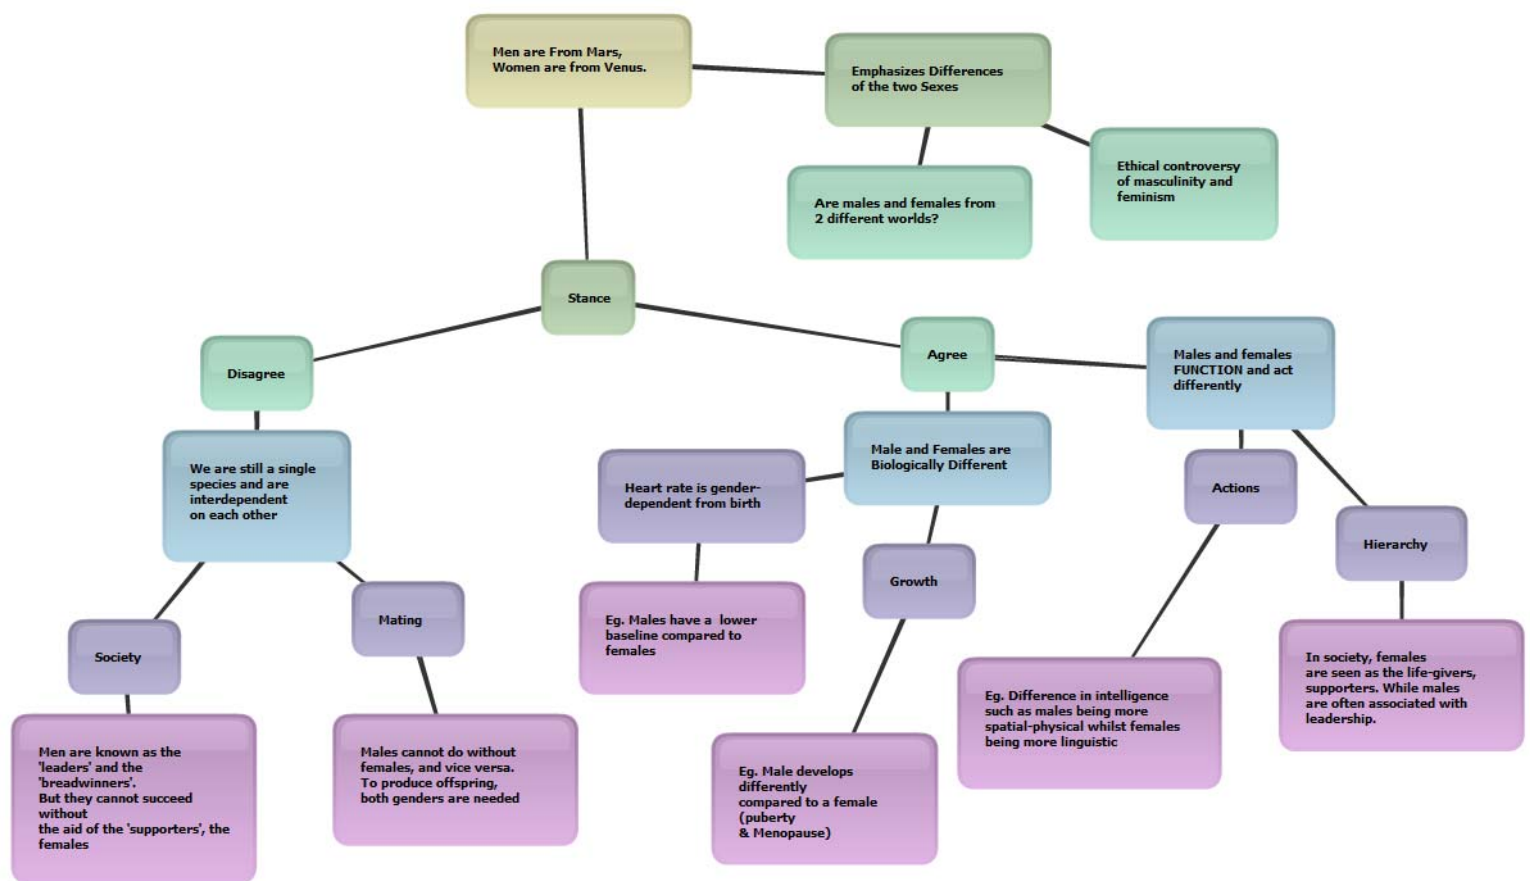 Men are From Mars,
Women are from Venus.
Emphasizes Differences
of the two Sexes
Are males and females from
2 different worlds?
Ethical controversy
of masculinity and
feminism
Stance
Disagree
Agree
Males and females
FUNCTION and act
differently
We are still a single
species and are
interdependent
on each other
Male and Females are
Biologically Different
Heart rate is gender-
dependent from birth
Actions
Hierarchy
Growth
Society
Mating
Eg. Males have a  lower
baseline compared to
females
Men are known as the
'leaders' and the
'breadwinners'.
But they cannot succeed
without
the aid of the 'supporters', the
females
Males cannot do without
females, and vice versa.
To produce offspring,
both genders are needed
Eg. Male develops
differently
compared to a female
(puberty
& Menopause)
Eg. Difference in intelligence
such as males being more
spatial-physical whilst females
being more linguistic
In society, females
are seen as the life-givers,
supporters. While males
are often associated with
leadership.